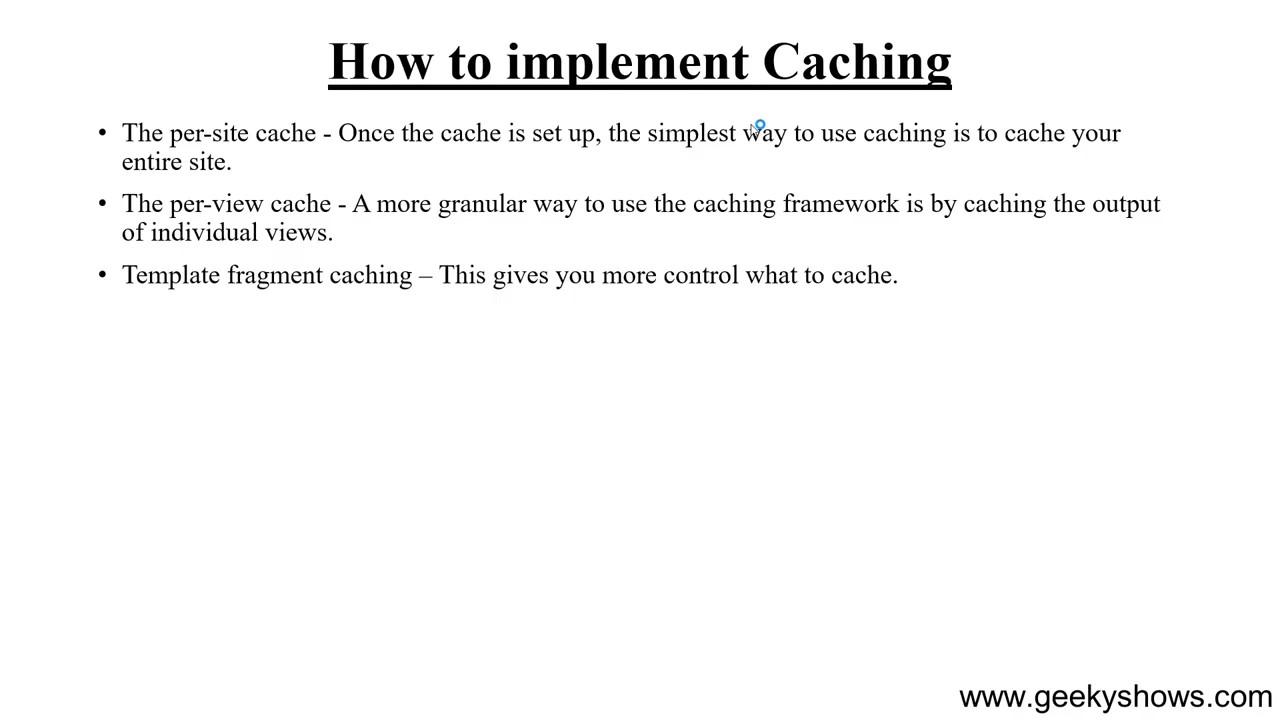 How to implement Caching
• The per-site cache - Once the cache is set up, the simplest way to use caching is to cache your
entire site.
• The per-view cache - A more granular way to use the caching framework is by caching the output
of individual views.
• Template fragment caching – This gives you more control what to cache.
www.geekyshows.com